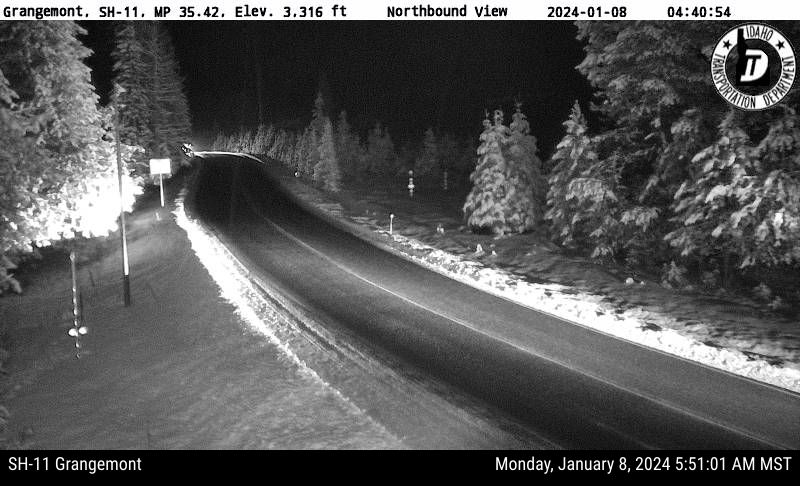 Grangemont, SH-11, MP 35.42, Elev. 3,316 ft Northbound View 2024-01-08 04:40:54
IDAHO
TRANSPORTATION DEPARTMENT
SH-11 Grangemont Monday, January 8, 2024 5:51:01 AM MST